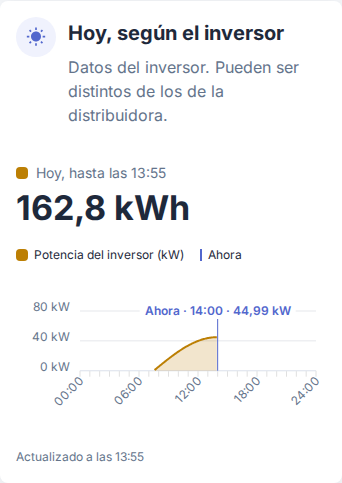 Hoy, según el inversor
Datos del inversor. Pueden ser
distintos de los de la
distribuidora.
Hoy, hasta las 13:55
162,8 kWh
Potencia del inversor (kW)
Ahora
Ahora · 14:00 · 44,99 kW
80 kW
40 kW
0 kW
00:00
06:00
12:00
18:00
24:00
Actualizado a las 13:55